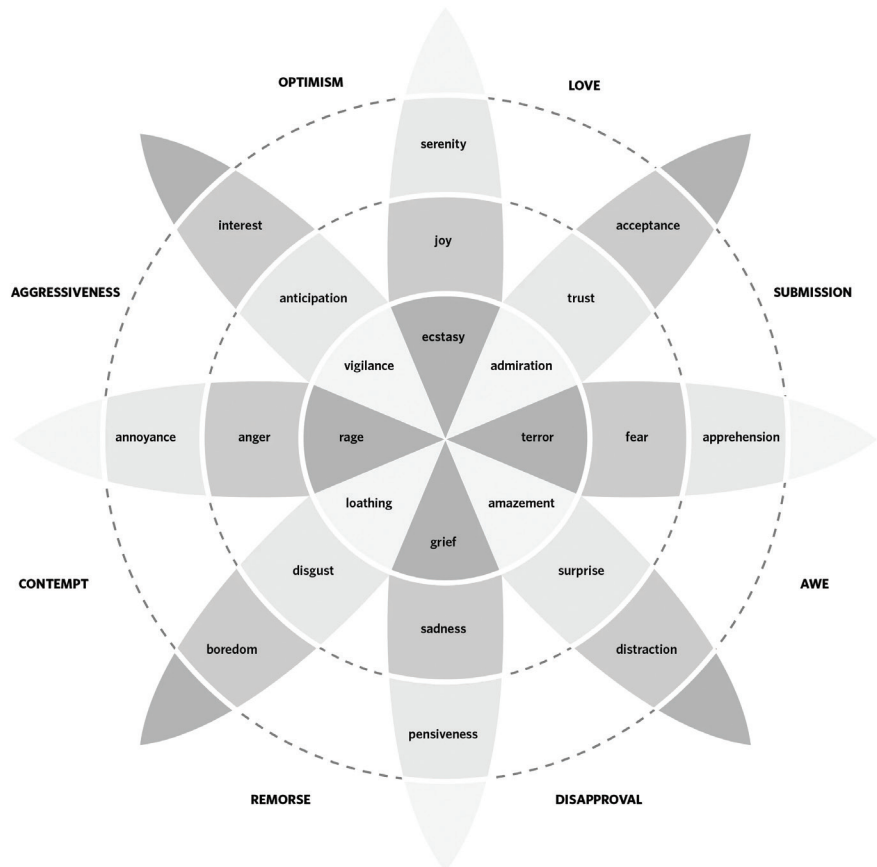 OPTIMISM
LOVE
serenity
interest
acceptance
joy
AGGRESSIVENESS
anticipation
trust
SUBMISSION
ecstasy
vigilance
admiration
annoyance
anger
rage
terror
fear
apprehension
loathing
amazement
grief
disgust
surprise
CONTEMPT
AWE
sadness
boredom
distraction
pensiveness
REMORSE
DISAPPROVAL